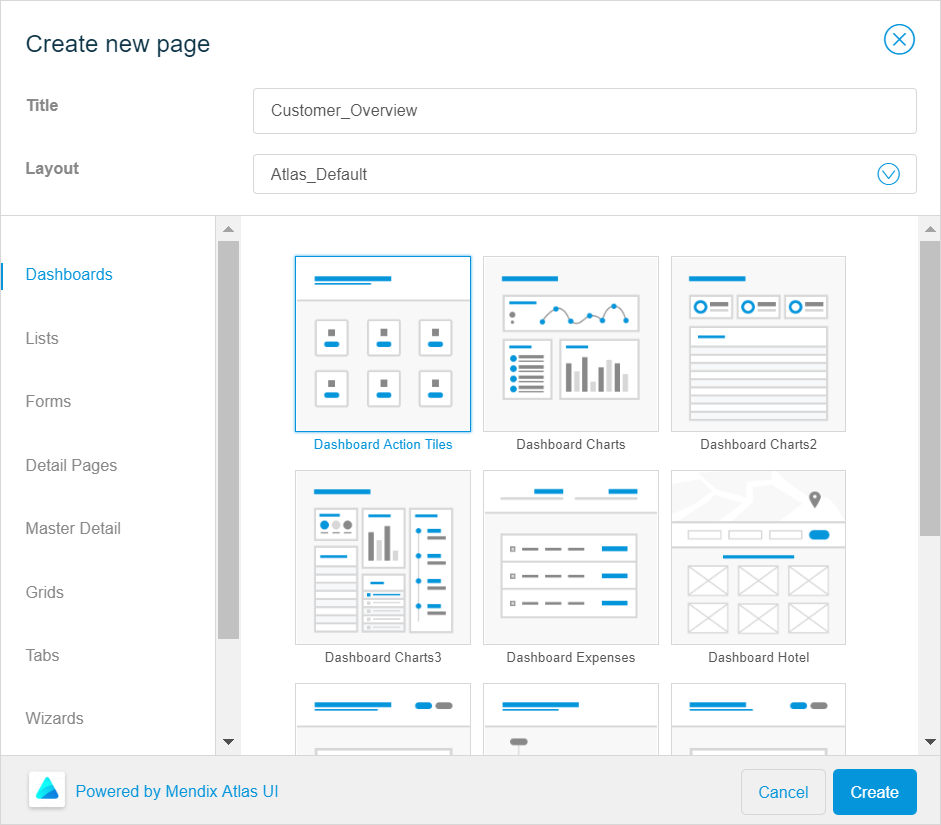 Create new page
Title
Customer_Overview
Layout
Atlas_Default
Dashboards
Lists
Forms
Detail Pages
Master Detail
Grids
Tabs
Wizards
Dashboard Action Tiles
Dashboard Charts
Dashboard Charts2
Dashboard Charts3
Dashboard Expenses
Dashboard Hotel
Powered by Mendix Atlas UI
Cancel
Create